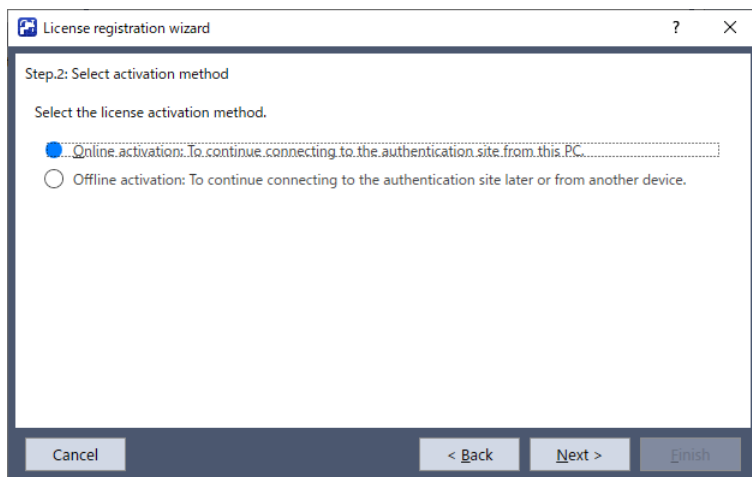 License registration wizard
Step.2: Select activation method
Select the license activation method.
Online activation: To continue connecting to the authentication site from this PC.
Offline activation: To continue connecting to the authentication site later or from another device.
Cancel
< Back
Next >
Finish